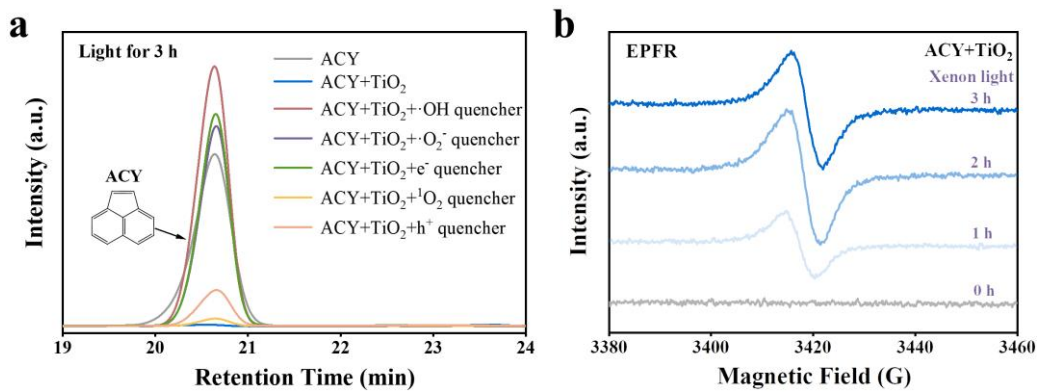 a
Light for 3 h
ACY
ACY+TiO₂
ACY+TiO₂+·OH quencher
ACY+TiO₂+·O₂⁻ quencher
ACY+TiO₂+e⁻ quencher
ACY+TiO₂+¹O₂ quencher
ACY+TiO₂+h⁺ quencher
ACY
Intensity (a.u.)
19 20 21 22 23 24
Retention Time (min)
b
EPFR
ACY+TiO₂
Xenon light
3 h
2 h
1 h
0 h
Intensity (a.u.)
3380 3400 3420 3440 3460
Magnetic Field (G)